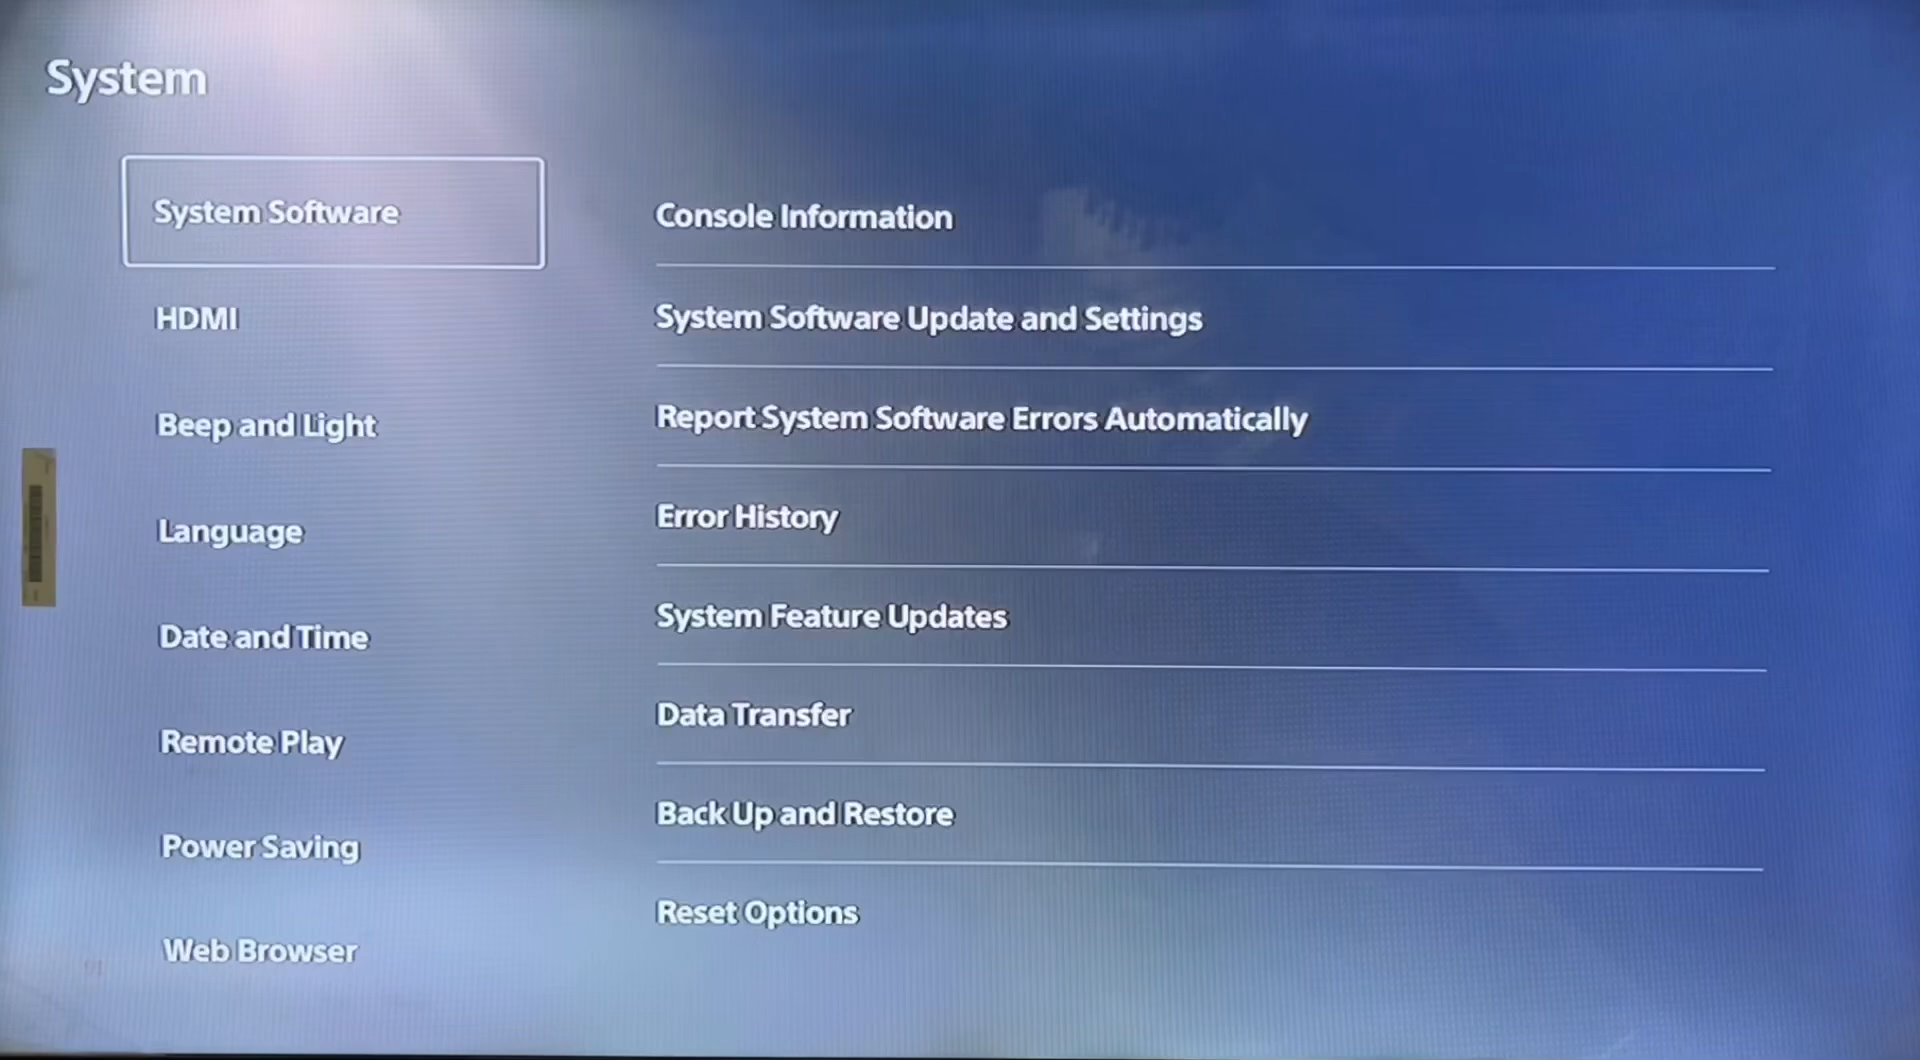 System
System Software
HDMI
Beep and Light
Language
Date and Time
Remote Play
Power Saving
Web Browser
Console Information
System Software Update and Settings
Report System Software Errors Automatically
Error History
System Feature Updates
Data Transfer
Back Up and Restore
Reset Options